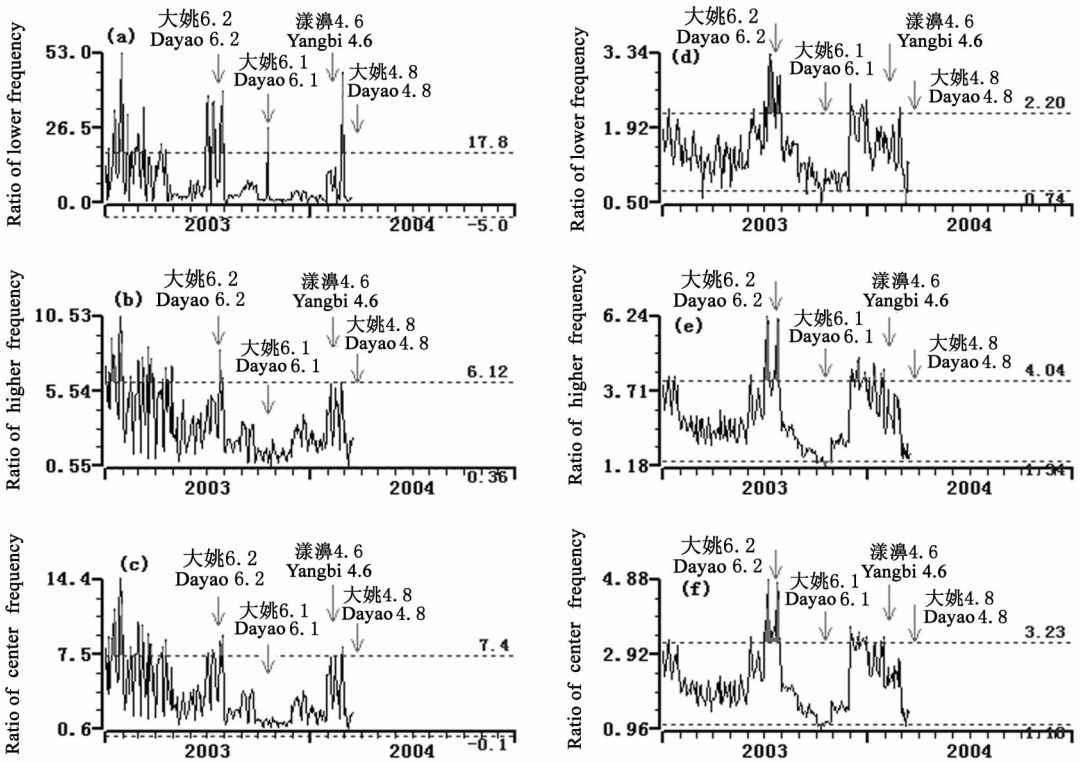 Ratio of lower frequency
(a)
53.0
26.5
0.0
大姚6.2
Dayao 6.2
大姚6.1
Dayao 6.1
漾濞4.6
Yangbi 4.6
大姚4.8
Dayao 4.8
17.8
-5.0
2003
2004
Ratio of lower frequency
(d)
3.34
1.92
0.50
大姚6.2
Dayao 6.2
大姚6.1
Dayao 6.1
漾濞4.6
Yangbi 4.6
大姚4.8
Dayao 4.8
2.20
0.74
2003
2004
Ratio of higher frequency
(b)
10.53
5.54
0.55
大姚6.2
Dayao 6.2
大姚6.1
Dayao 6.1
漾濞4.6
Yangbi 4.6
大姚4.8
Dayao 4.8
6.12
0.36
2003
2004
Ratio of higher frequency
(e)
6.24
3.71
1.18
大姚6.2
Dayao 6.2
大姚6.1
Dayao 6.1
漾濞4.6
Yangbi 4.6
大姚4.8
Dayao 4.8
4.04
2003
2004
Ratio of center frequency
(c)
14.4
7.5
0.6
大姚6.2
Dayao 6.2
大姚6.1
Dayao 6.1
漾濞4.6
Yangbi 4.6
大姚4.8
Dayao 4.8
7.4
-0.1
2003
2004
Ratio of center frequency
(f)
4.88
2.92
0.96
大姚6.2
Dayao 6.2
大姚6.1
Dayao 6.1
漾濞4.6
Yangbi 4.6
大姚4.8
Dayao 4.8
3.23
2003
2004